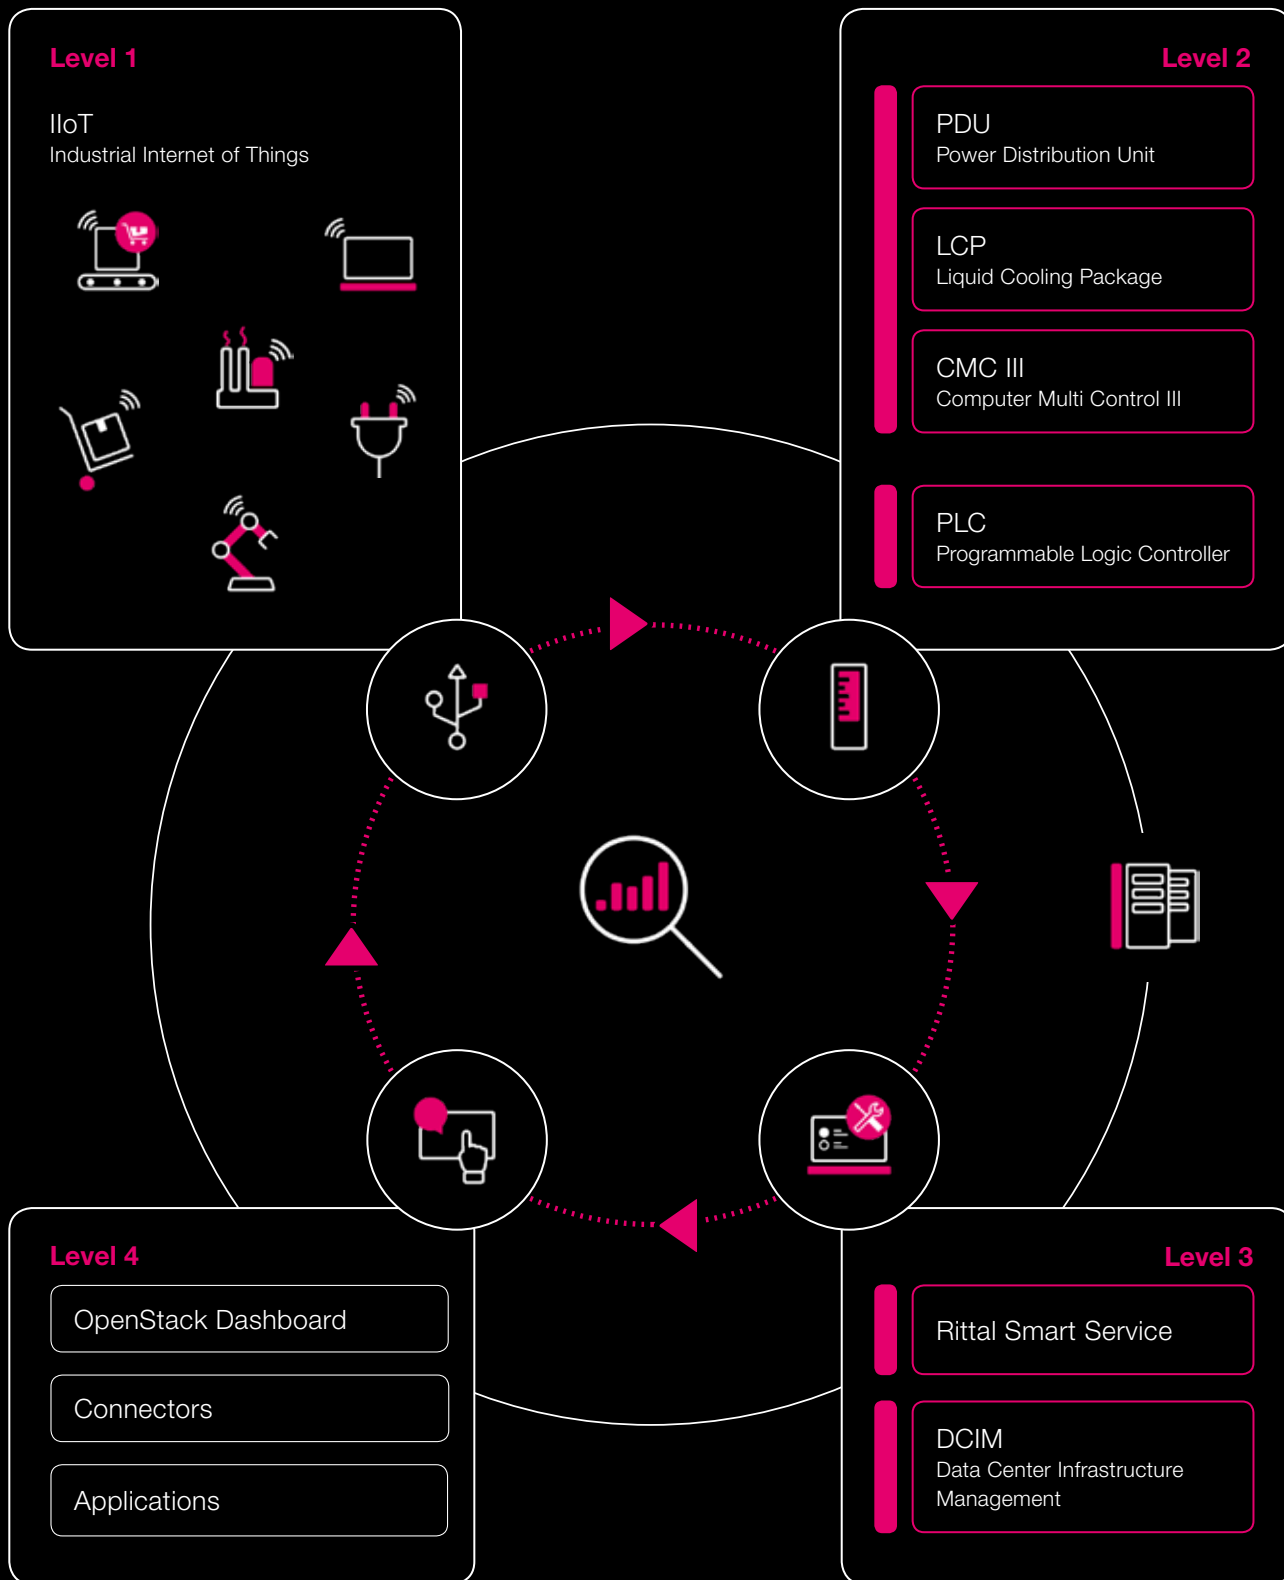 Level 1
IIoT
Industrial Internet of Things
Level 2
PDU
Power Distribution Unit
LCP
Liquid Cooling Package
CMC III
Computer Multi Control III
PLC
Programmable Logic Controller
Level 4
OpenStack Dashboard
Connectors
Applications
Level 3
Rittal Smart Service
DCIM
Data Center Infrastructure
Management